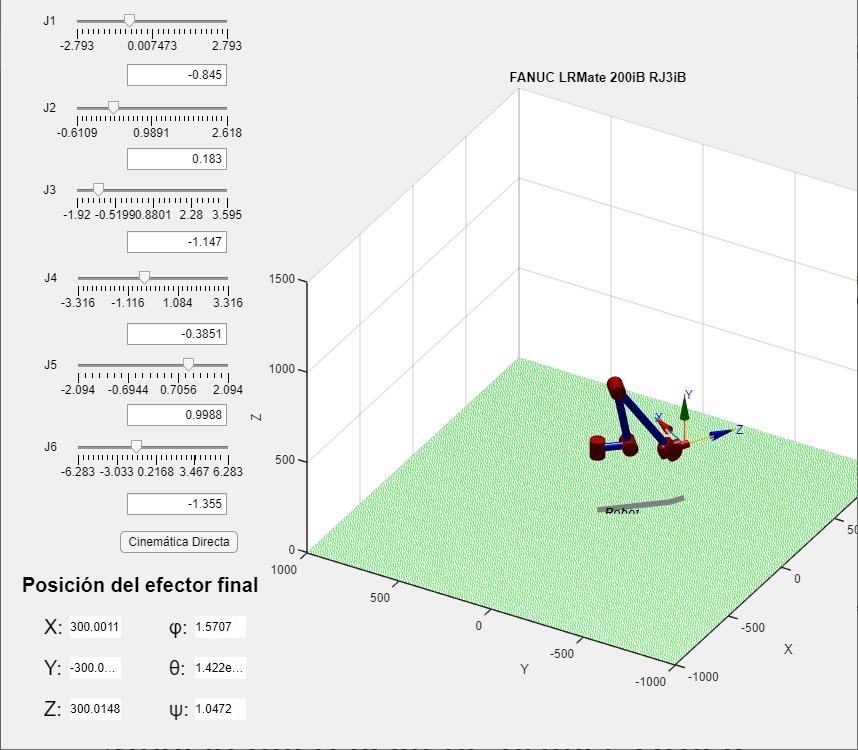 J1
-2.793 0.007473 2.793
-0.845
J2
-0.6109 0.9891 2.618
0.183
J3
-1.92 -0.5199 0.8801 2.28 3.595
-1.147
J4
-3.316 -1.116 1.084 3.316
-0.3851
J5
-2.094 -0.6944 0.7056 2.094
0.9988
J6
-6.283 -3.033 0.2168 3.467 6.283
-1.355
Cinemática Directa
Posición del efector final
X: 300.0011 φ: 1.5707
Y: -300.0... θ: 1.422e...
Z: 300.0148 ψ: 1.0472
FANUC LRMate 200iB RJ3iB
1500
1000
500
0
Z
1000
500
0
-500
-1000
Y
-1000
-500
0
50
X
X
Y
Z
Robot